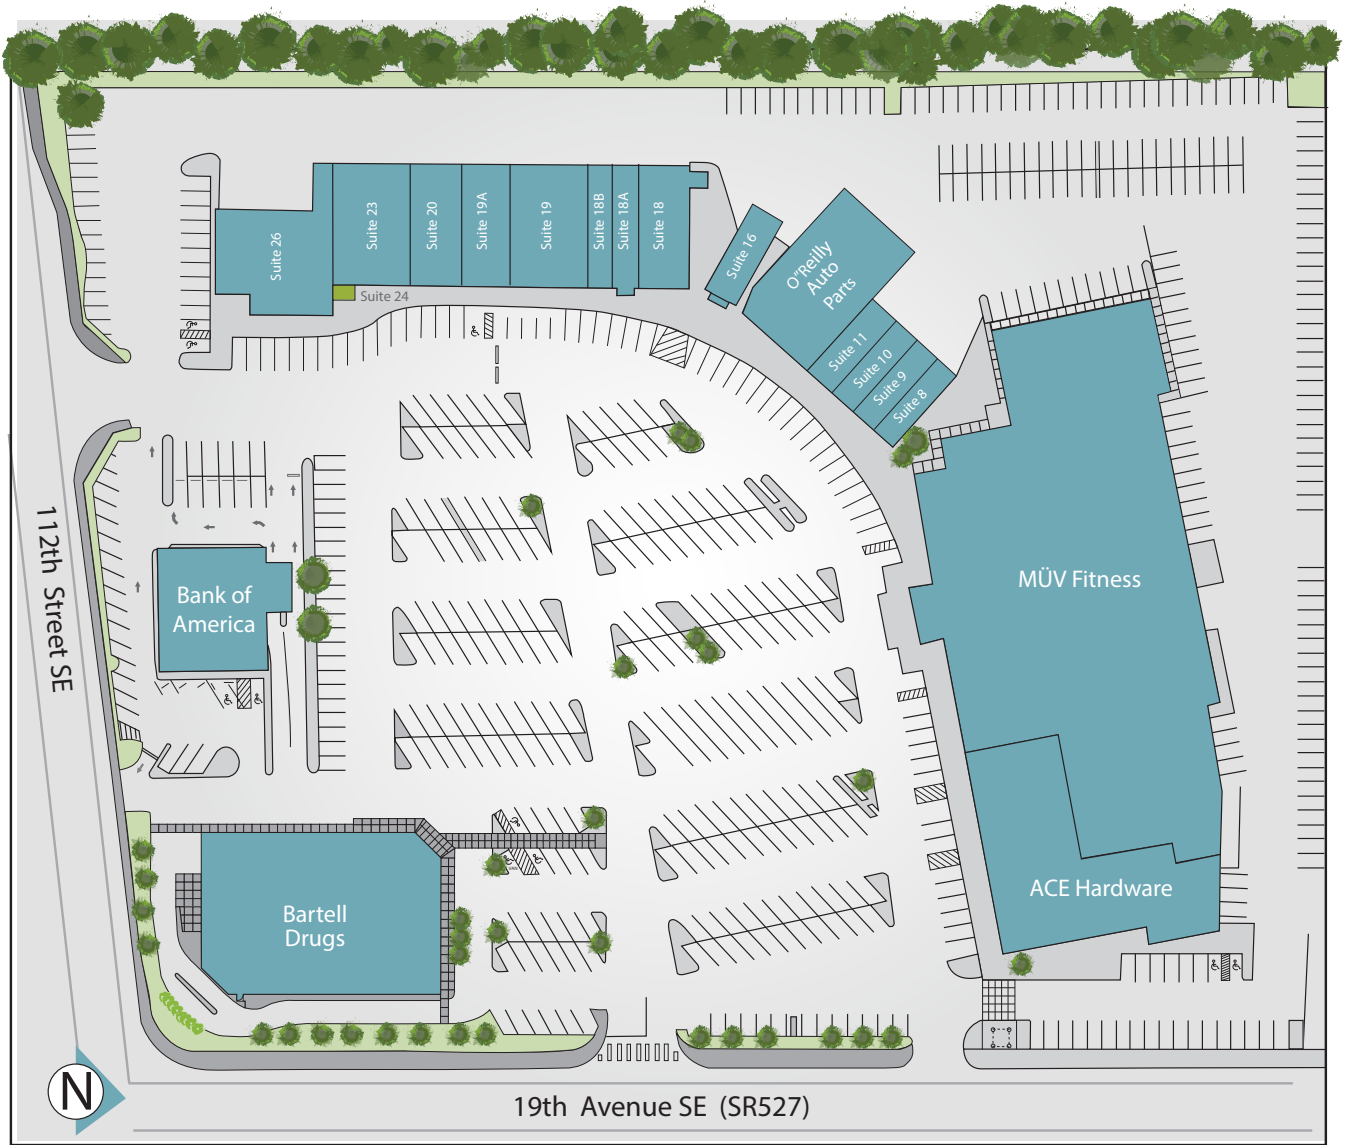 Suite 26
Suite 23
Suite 20
Suite 19A
Suite 19
Suite 18B
Suite 18A
Suite 18
Suite 24
Suite 16
O"Reilly
Auto
Parts
Suite 11
Suite 10
Suite 9
Suite 8
112th Street SE
Bank of
America
MÜV Fitness
ACE Hardware
Bartell
Drugs
N
19th Avenue SE (SR527)